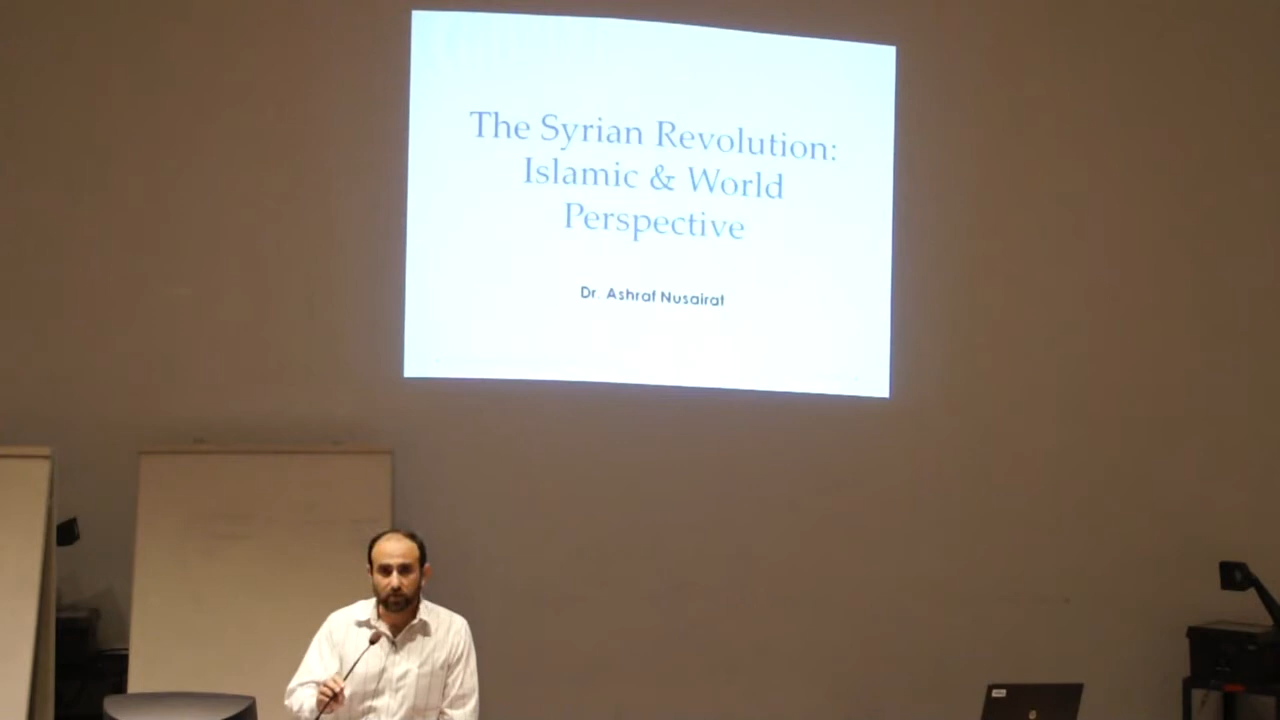 The Syrian Revolution:
Islamic & World
Perspective
Dr. Ashraf Nusairat